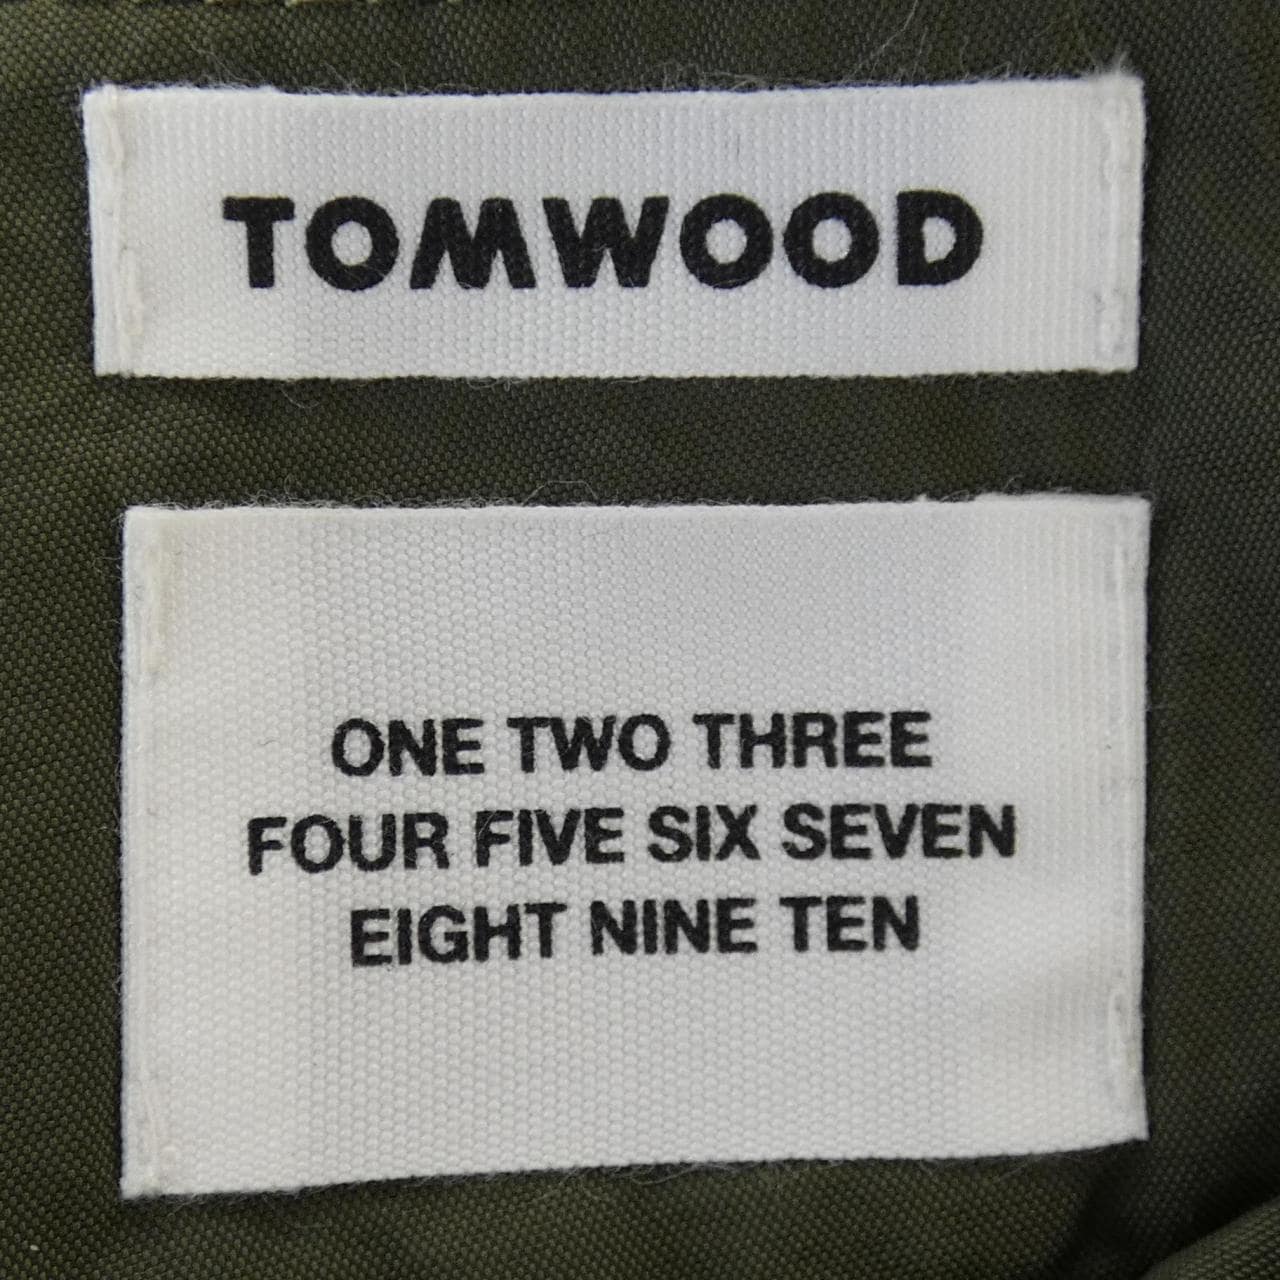 TOMWOOD
ONE TWO THREE
FOUR FIVE SIX SEVEN
EIGHT NINE TEN